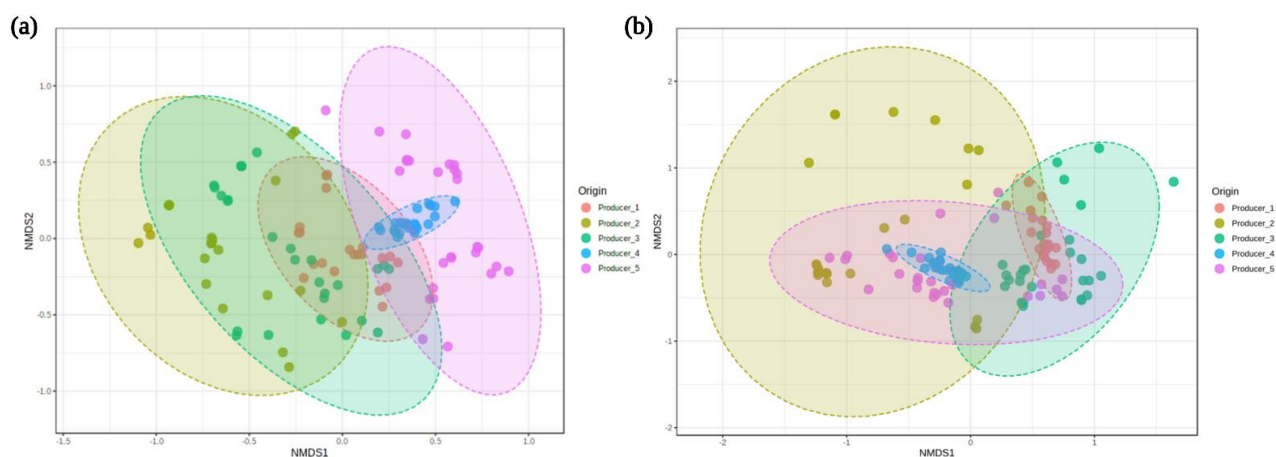 (a)
1.0
0.5
0.0
-0.5
-1.0
NMDS2
-1.5 -1.0 -0.5 0.0 0.5 1.0
NMDS1
Origin
Producer_1
Producer_2
Producer_3
Producer_4
Producer_5
(b)
2
1
0
-1
-2
NMDS2
-2 -1 0 1
NMDS1
Origin
Producer_1
Producer_2
Producer_3
Producer_4
Producer_5